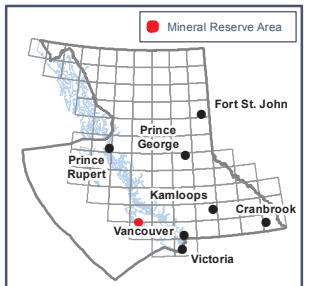 Mineral Reserve Area
Fort St. John
Prince
George
Prince
Rupert
Kamloops
Cranbrook
Vancouver
Victoria